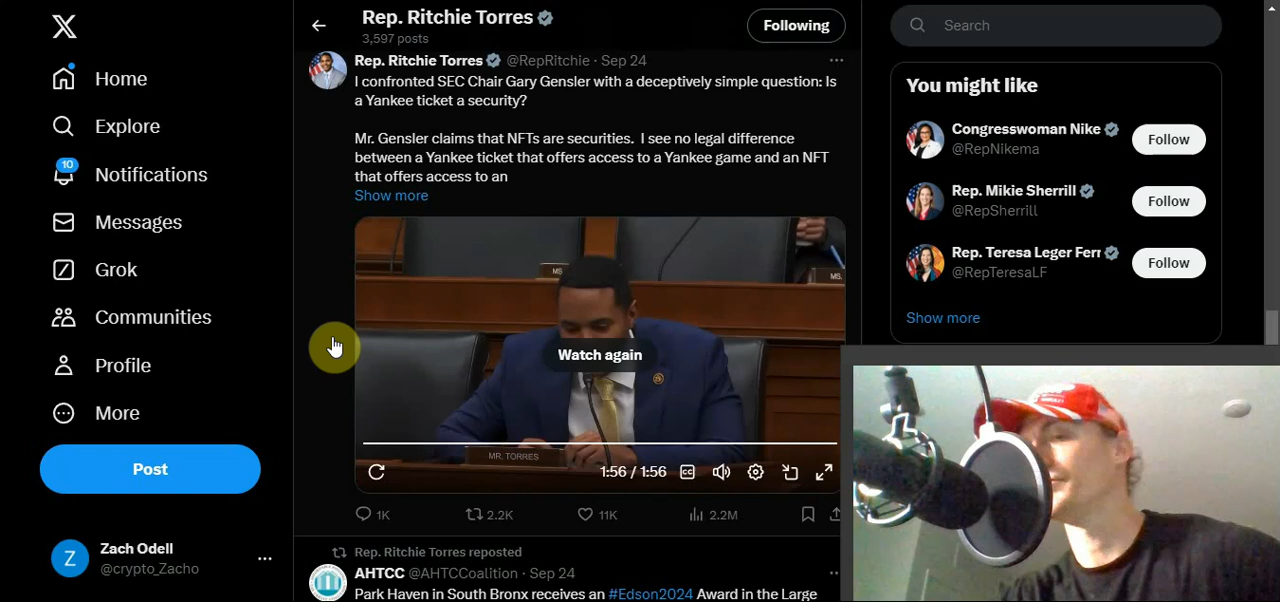 Home
Explore
10
Notifications
Messages
Grok
Communities
Profile
More
Post
Zach Odell
@crypto_Zacho
Rep. Ritchie Torres
3,597 posts
Following
Rep. Ritchie Torres @RepRitchie · Sep 24
I confronted SEC Chair Gary Gensler with a deceptively simple question: Is
a Yankee ticket a security?
Mr. Gensler claims that NFTs are securities. I see no legal difference
between a Yankee ticket that offers access to a Yankee game and an NFT
that offers access to an
Show more
MS
MS.
Watch again
MR. TORRES
1:56 / 1:56
1K
2.2K
11K
2.2M
Rep. Ritchie Torres reposted
AHTCC @AHTCCoalition · Sep 24
Park Haven in South Bronx receives an #Edson2024 Award in the Large
Search
You might like
Congresswoman Nike
@RepNikema
Follow
Rep. Mikie Sherrill
@RepSherrill
Follow
Rep. Teresa Leger Ferr
@RepTeresaLF
Follow
Show more